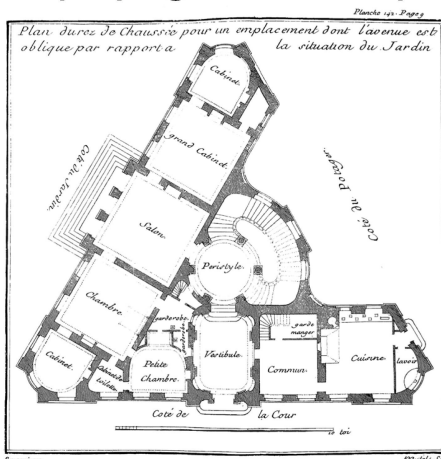 Planche 142. Page 9
Plan du rez de Chaussée pour un emplacement dont l'avenue est
oblique par rapport a la situation du Jardin
Cabinet
grand Cabinet
Coté du Jardin.
Salon
Coté du Potager.
Peristyle
Chambre
garderobe
garde manger
Cabinet
Petite Chambre
Vestibule
Commun
Cuisine
lavoir
Coté de la Cour
10 toi